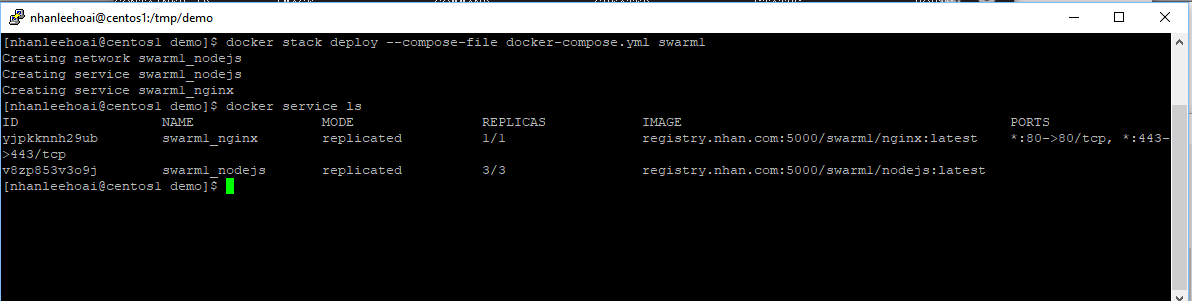 nhanleehoai@centos1:/tmp/demo
[nhanleehoai@centos1 demo]$ docker stack deploy --compose-file docker-compose.yml swarm1
Creating network swarm1_nodejs
Creating service swarm1_nodejs
Creating service swarm1_nginx
[nhanleehoai@centos1 demo]$ docker service ls
ID NAME MODE REPLICAS IMAGE PORTS
yjpkknnh29ub swarm1_nginx replicated 1/1 registry.nhan.com:5000/swarm1/nginx:latest *:80->80/tcp, *:443-
>443/tcp
v8zp853v3o9j swarm1_nodejs replicated 3/3 registry.nhan.com:5000/swarm1/nodejs:latest
[nhanleehoai@centos1 demo]$